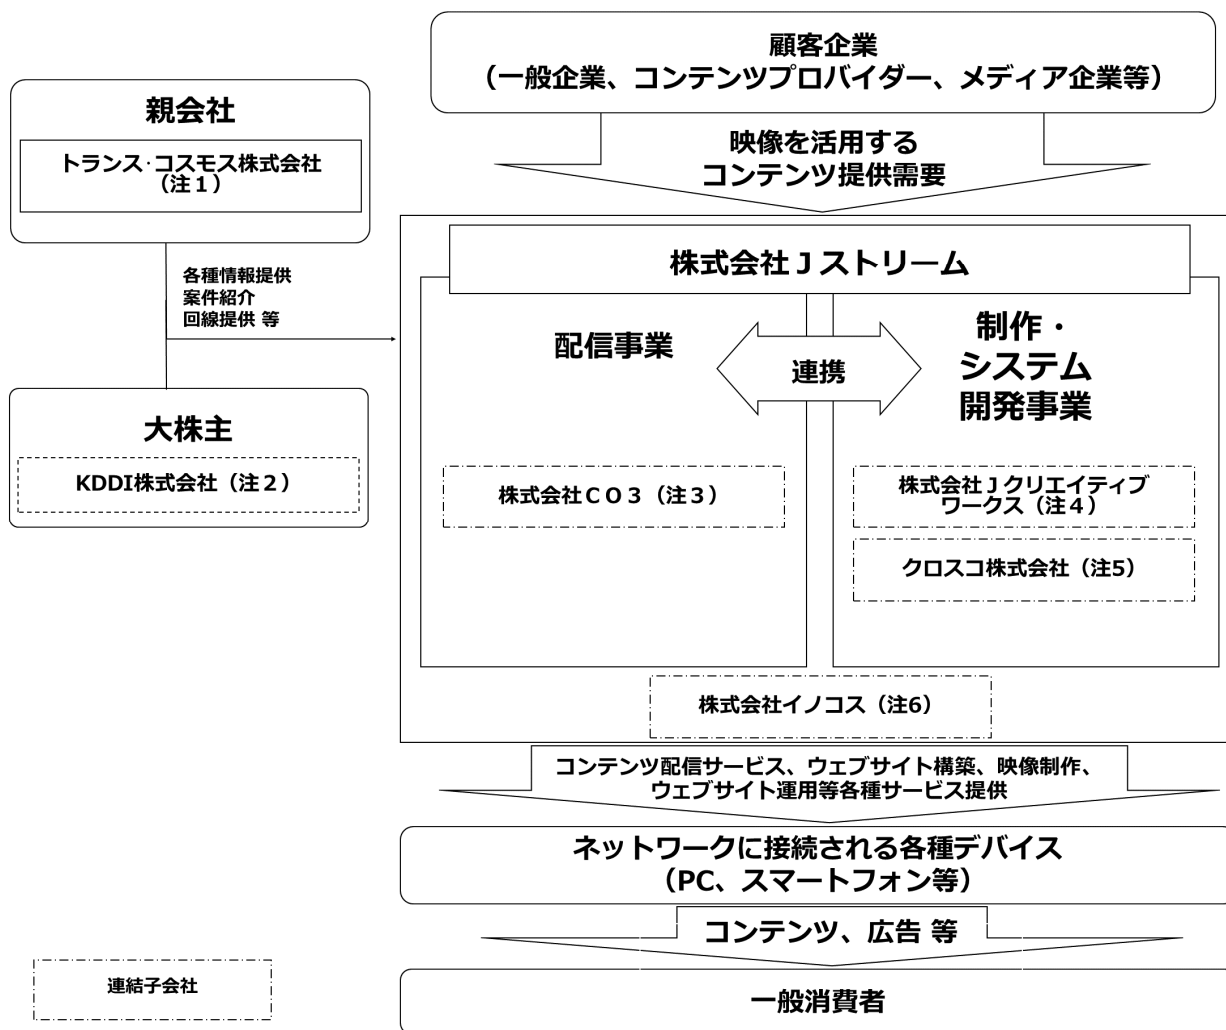 顧客企業
（一般企業、コンテンツプロバイダー、メディア企業等）
親会社
トランス･コスモス株式会社
（注１）
映像を活用する
コンテンツ提供需要
株式会社Ｊストリーム
各種情報提供
案件紹介
回線提供 等
配信事業
連携
制作・
システム
開発事業
大株主
KDDI株式会社（注２）
株式会社ＣＯ３（注３）
株式会社Ｊクリエイティブ
ワークス（注４）
クロスコ株式会社（注5）
株式会社イノコス（注6）
コンテンツ配信サービス、ウェブサイト構築、映像制作、
ウェブサイト運用等各種サービス提供
ネットワークに接続される各種デバイス
（PC、スマートフォン等）
コンテンツ、広告 等
連結子会社
一般消費者